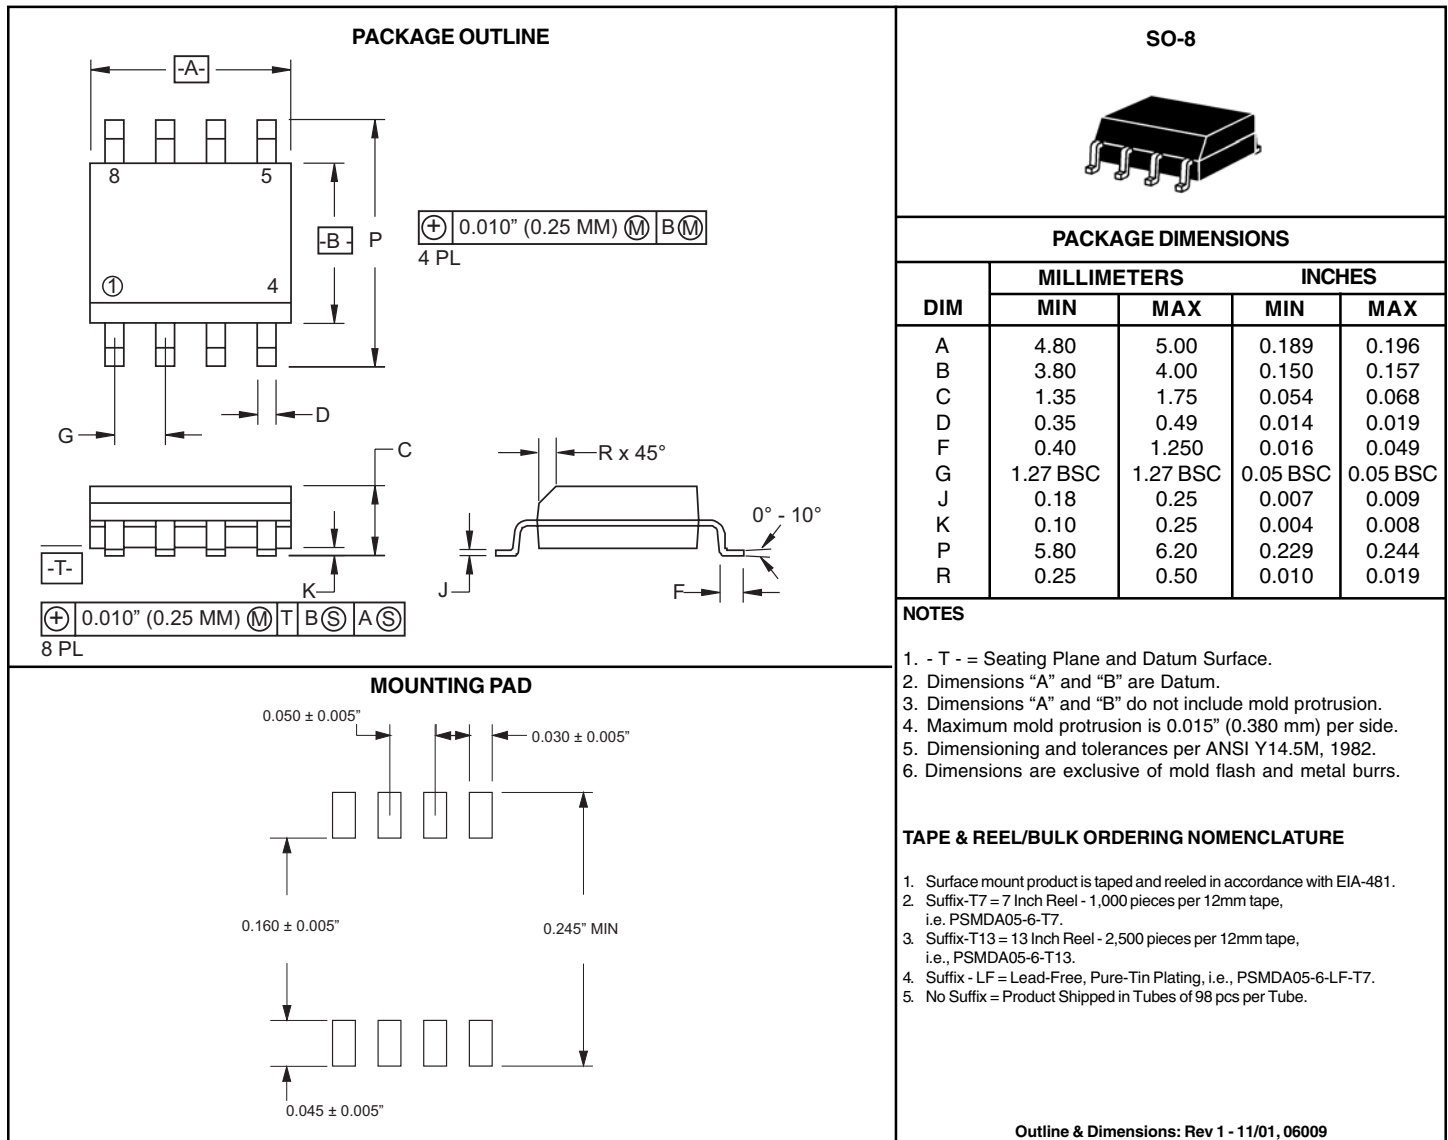 PACKAGE OUTLINE
-A-
8 5
-B - P
1 4
⌖ 0.010” (0.25 MM) Ⓜ B Ⓜ
4 PL
D
G
C
R x 45°
0° - 10°
-T-
K
J
F
⌖ 0.010” (0.25 MM) Ⓜ T B Ⓢ A Ⓢ
8 PL
MOUNTING PAD
0.050 ± 0.005”
0.030 ± 0.005”
0.160 ± 0.005”
0.245” MIN
0.045 ± 0.005”
SO-8
PACKAGE DIMENSIONS
MILLIMETERS INCHES
DIM MIN MAX MIN MAX
A 4.80 5.00 0.189 0.196
B 3.80 4.00 0.150 0.157
C 1.35 1.75 0.054 0.068
D 0.35 0.49 0.014 0.019
F 0.40 1.250 0.016 0.049
G 1.27 BSC 1.27 BSC 0.05 BSC 0.05 BSC
J 0.18 0.25 0.007 0.009
K 0.10 0.25 0.004 0.008
P 5.80 6.20 0.229 0.244
R 0.25 0.50 0.010 0.019
NOTES
1. - T - = Seating Plane and Datum Surface.
2. Dimensions “A” and “B” are Datum.
3. Dimensions “A” and “B” do not include mold protrusion.
4. Maximum mold protrusion is 0.015” (0.380 mm) per side.
5. Dimensioning and tolerances per ANSI Y14.5M, 1982.
6. Dimensions are exclusive of mold flash and metal burrs.
TAPE & REEL/BULK ORDERING NOMENCLATURE
1. Surface mount product is taped and reeled in accordance with EIA-481.
2. Suffix-T7 = 7 Inch Reel - 1,000 pieces per 12mm tape,
i.e. PSMDA05-6-T7.
3. Suffix-T13 = 13 Inch Reel - 2,500 pieces per 12mm tape,
i.e., PSMDA05-6-T13.
4. Suffix - LF = Lead-Free, Pure-Tin Plating, i.e., PSMDA05-6-LF-T7.
5. No Suffix = Product Shipped in Tubes of 98 pcs per Tube.
Outline & Dimensions: Rev 1 - 11/01, 06009